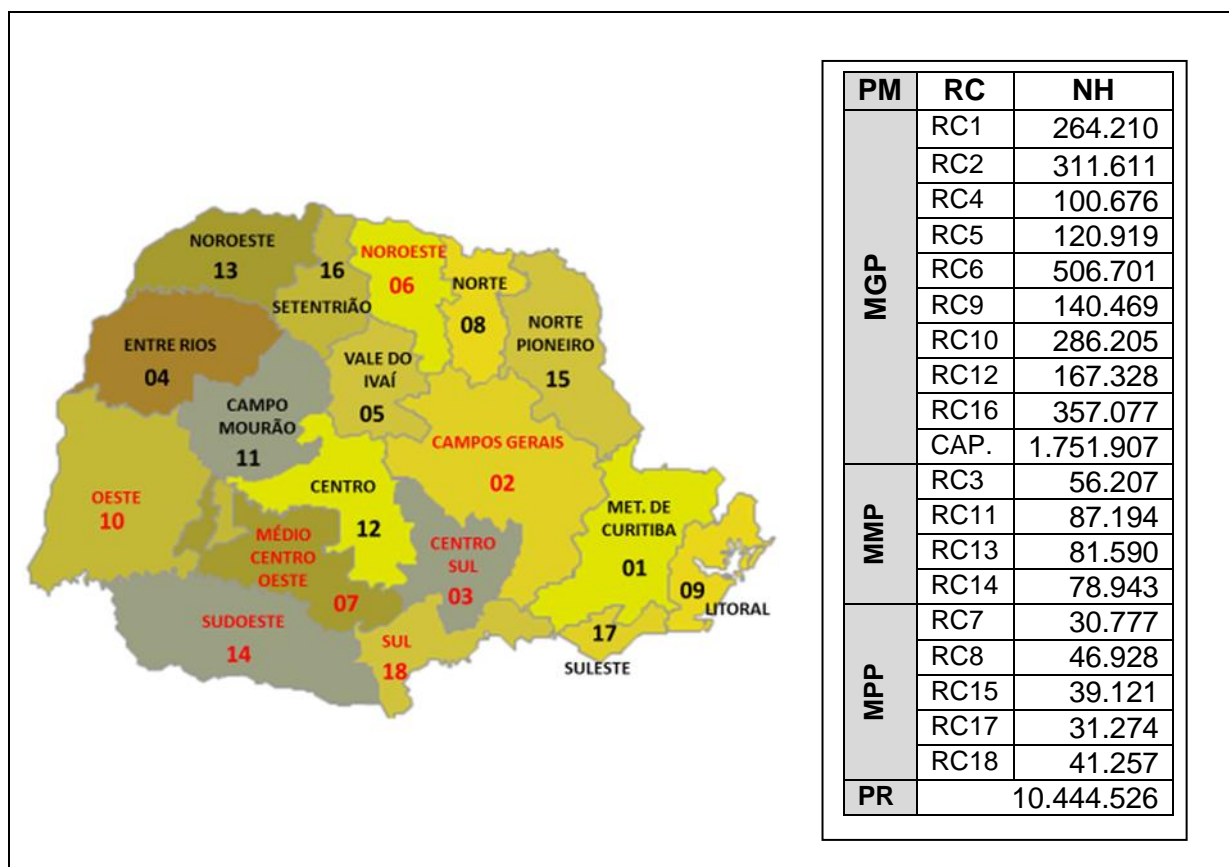 NOROESTE
13
16
SETENTRIÃO
NOROESTE
06
NORTE
08
NORTE
PIONEIRO
15
ENTRE RIOS
04
VALE DO
IVAÍ
05
CAMPO
MOURÃO
11
CAMPOS GERAIS
02
OESTE
10
CENTRO
12
MÉDIO
CENTRO
OESTE
07
CENTRO
SUL
03
MET. DE
CURITIBA
01
09
LITORAL
SUDOESTE
14
SUL
18
17
SULESTE
PM RC NH
MGP
RC1 264.210
RC2 311.611
RC4 100.676
RC5 120.919
RC6 506.701
RC9 140.469
RC10 286.205
RC12 167.328
RC16 357.077
CAP. 1.751.907
MMP
RC3 56.207
RC11 87.194
RC13 81.590
RC14 78.943
MPP
RC7 30.777
RC8 46.928
RC15 39.121
RC17 31.274
RC18 41.257
PR 10.444.526